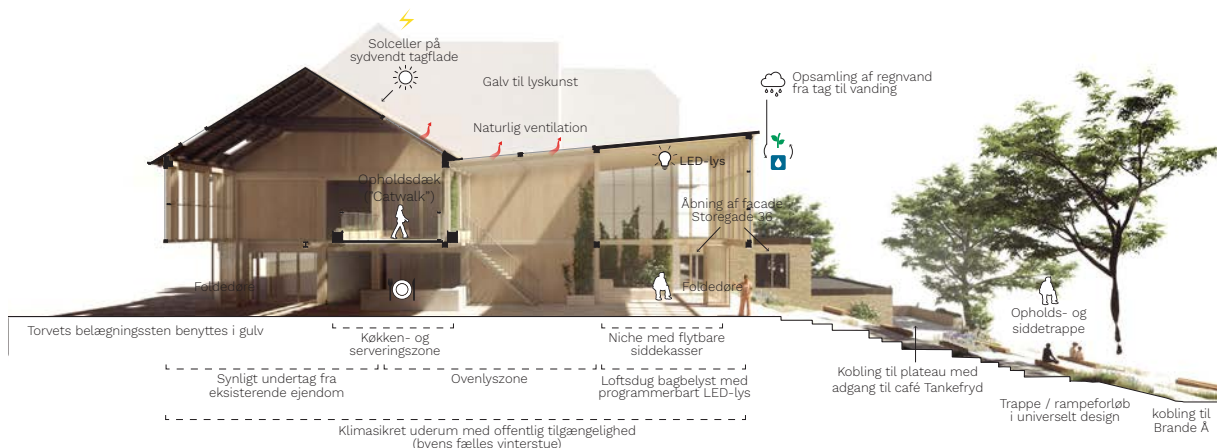 Solceller på
sydvendt tagflade
Galv til lyskunst
Naturlig ventilation
Opsamling af regnvand
fra tag til vanding
LED-lys
Opholdsdæk
("Catwalk")
Åbning af facade
Storegade 36
Foldedøre
Foldedøre
Opholds- og
siddetrappe
Torvets belægningssten benyttes i gulv
Køkken- og
serveringszone
Niche med flytbare
siddekasser
Synligt undertag fra
eksisterende ejendom
Ovenlyszone
Loftsdug bagbelyst med
programmerbart LED-lys
Kobling til plateau med
adgang til café Tankefryd
Trappe / rampeforløb
i universelt design
kobling til
Brande Å
Klimasikret uderum med offentlig tilgængelighed
(byens fælles vinterstue)